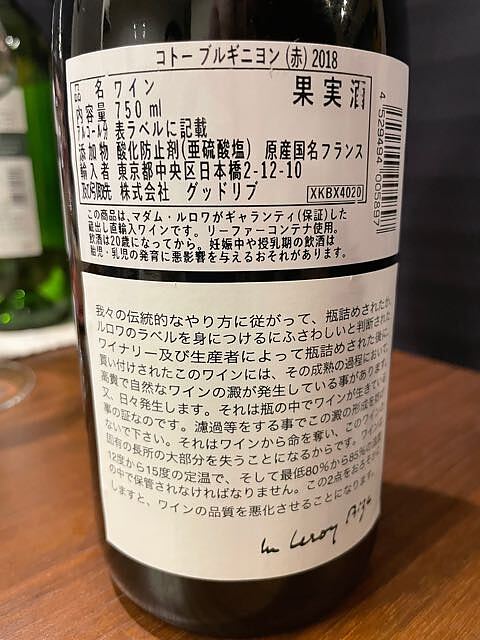 コトー ブルギニヨン (赤) 2018
品名 ワイン 果実酒
内容量 750ml
アルコール分 表ラベルに記載
添加物 酸化防止剤(亜硫酸塩) 原産国名フランス
輸入者 東京都中央区日本橋2-12-10
及び引取先 株式会社 グッドリブ XKBX4020
4529494005897
この商品は、マダム・ルロワがギャランティ(保証)した
蔵出し直輸入ワインです。 リーファーコンテナ使用。
飲酒は20歳になってから。妊娠中や授乳期の飲酒は
胎児・乳児の発育に悪影響を与えるおそれがあります。
我々の伝統的なやり方に従がって、瓶詰めされたか、
ルロワのラベルを身につけるにふさわしいと判断された
ワイナリー及び生産者によって瓶詰めされた後に
買い付けされたこのワインには、その成熟の過程において
高貴で自然なワインの澱が発生している事があります。
又、日々発生します。それは瓶の中でワインが生きている
事の証なのです。濾過等をする事でこの澱の形成を
ないで下さい。それはワインから命を奪い、このワイン
固有の長所の大部分を失うことになるからです。
12度から15度の定温で、そして最低80%から85%の
の中で保管されなければなりません。この2点をおろそかに
しますと、ワインの品質を悪化させることになります。
Leroy